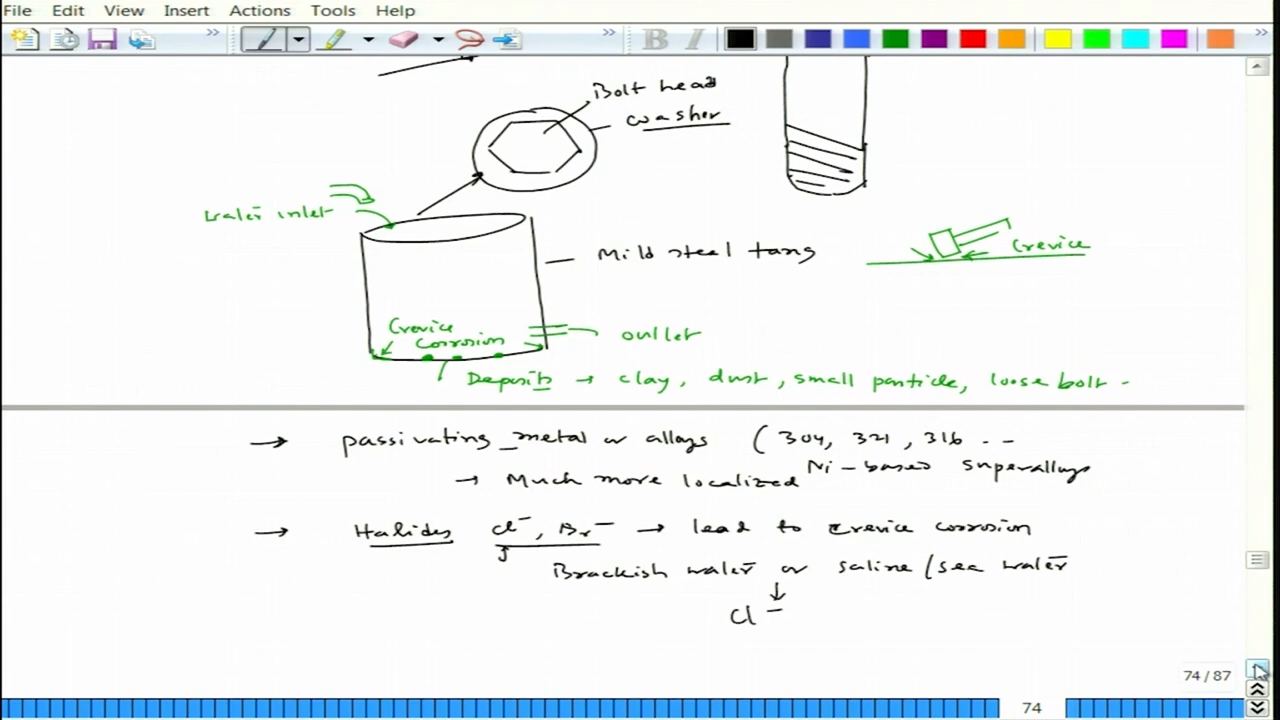 File Edit View Insert Actions Tools Help
B I
Bolt head
washer
water inlet
Mild steel tang
Crevice
Crevice
corrosion
outlet
Deposits → clay, dust, small particle, loose bolt -
→ passivating metal or alloys (304, 321, 316 --
Ni-based superalloys
→ Much more localized
→ Halides Cl⁻, Br⁻ → lead to crevice corrosion
Brackish water or saline/sea water
Cl⁻
74 / 87
74